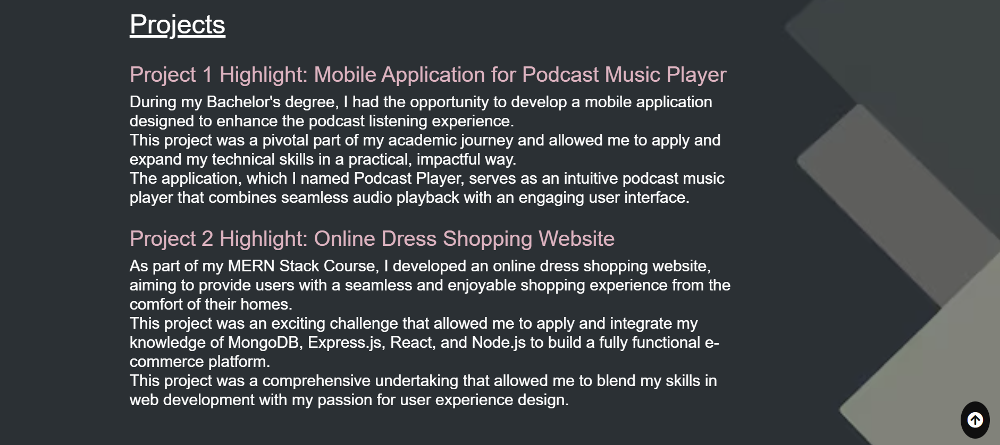 Projects
Project 1 Highlight: Mobile Application for Podcast Music Player
During my Bachelor's degree, I had the opportunity to develop a mobile application
designed to enhance the podcast listening experience.
This project was a pivotal part of my academic journey and allowed me to apply and
expand my technical skills in a practical, impactful way.
The application, which I named Podcast Player, serves as an intuitive podcast music
player that combines seamless audio playback with an engaging user interface.
Project 2 Highlight: Online Dress Shopping Website
As part of my MERN Stack Course, I developed an online dress shopping website,
aiming to provide users with a seamless and enjoyable shopping experience from the
comfort of their homes.
This project was an exciting challenge that allowed me to apply and integrate my
knowledge of MongoDB, Express.js, React, and Node.js to build a fully functional e-
commerce platform.
This project was a comprehensive undertaking that allowed me to blend my skills in
web development with my passion for user experience design.